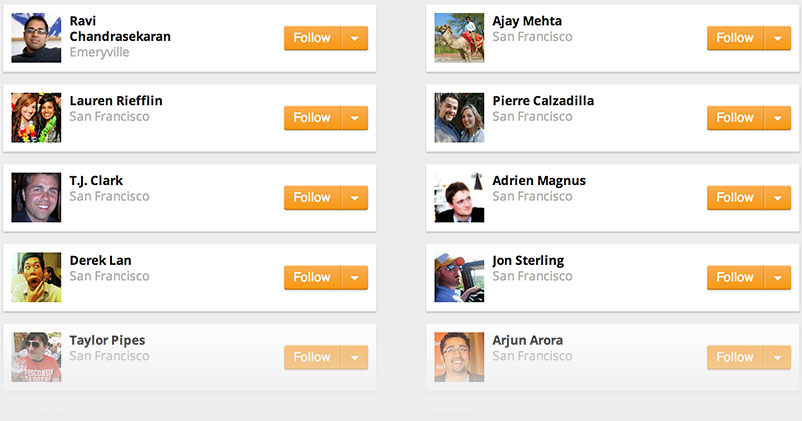 Ravi
Chandrasekaran
Emeryville
Follow
Ajay Mehta
San Francisco
Follow
Lauren Riefflin
San Francisco
Follow
Pierre Calzadilla
San Francisco
Follow
T.J. Clark
San Francisco
Follow
Adrien Magnus
San Francisco
Follow
Derek Lan
San Francisco
Follow
Jon Sterling
San Francisco
Follow
Taylor Pipes
San Francisco
Follow
Arjun Arora
San Francisco
Follow